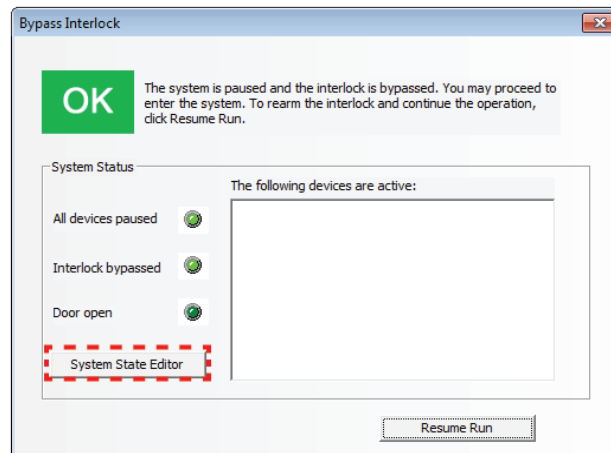 Bypass Interlock
OK
The system is paused and the interlock is bypassed. You may proceed to
enter the system. To rearm the interlock and continue the operation,
click Resume Run.
System Status
The following devices are active:
All devices paused
Interlock bypassed
Door open
System State Editor
Resume Run